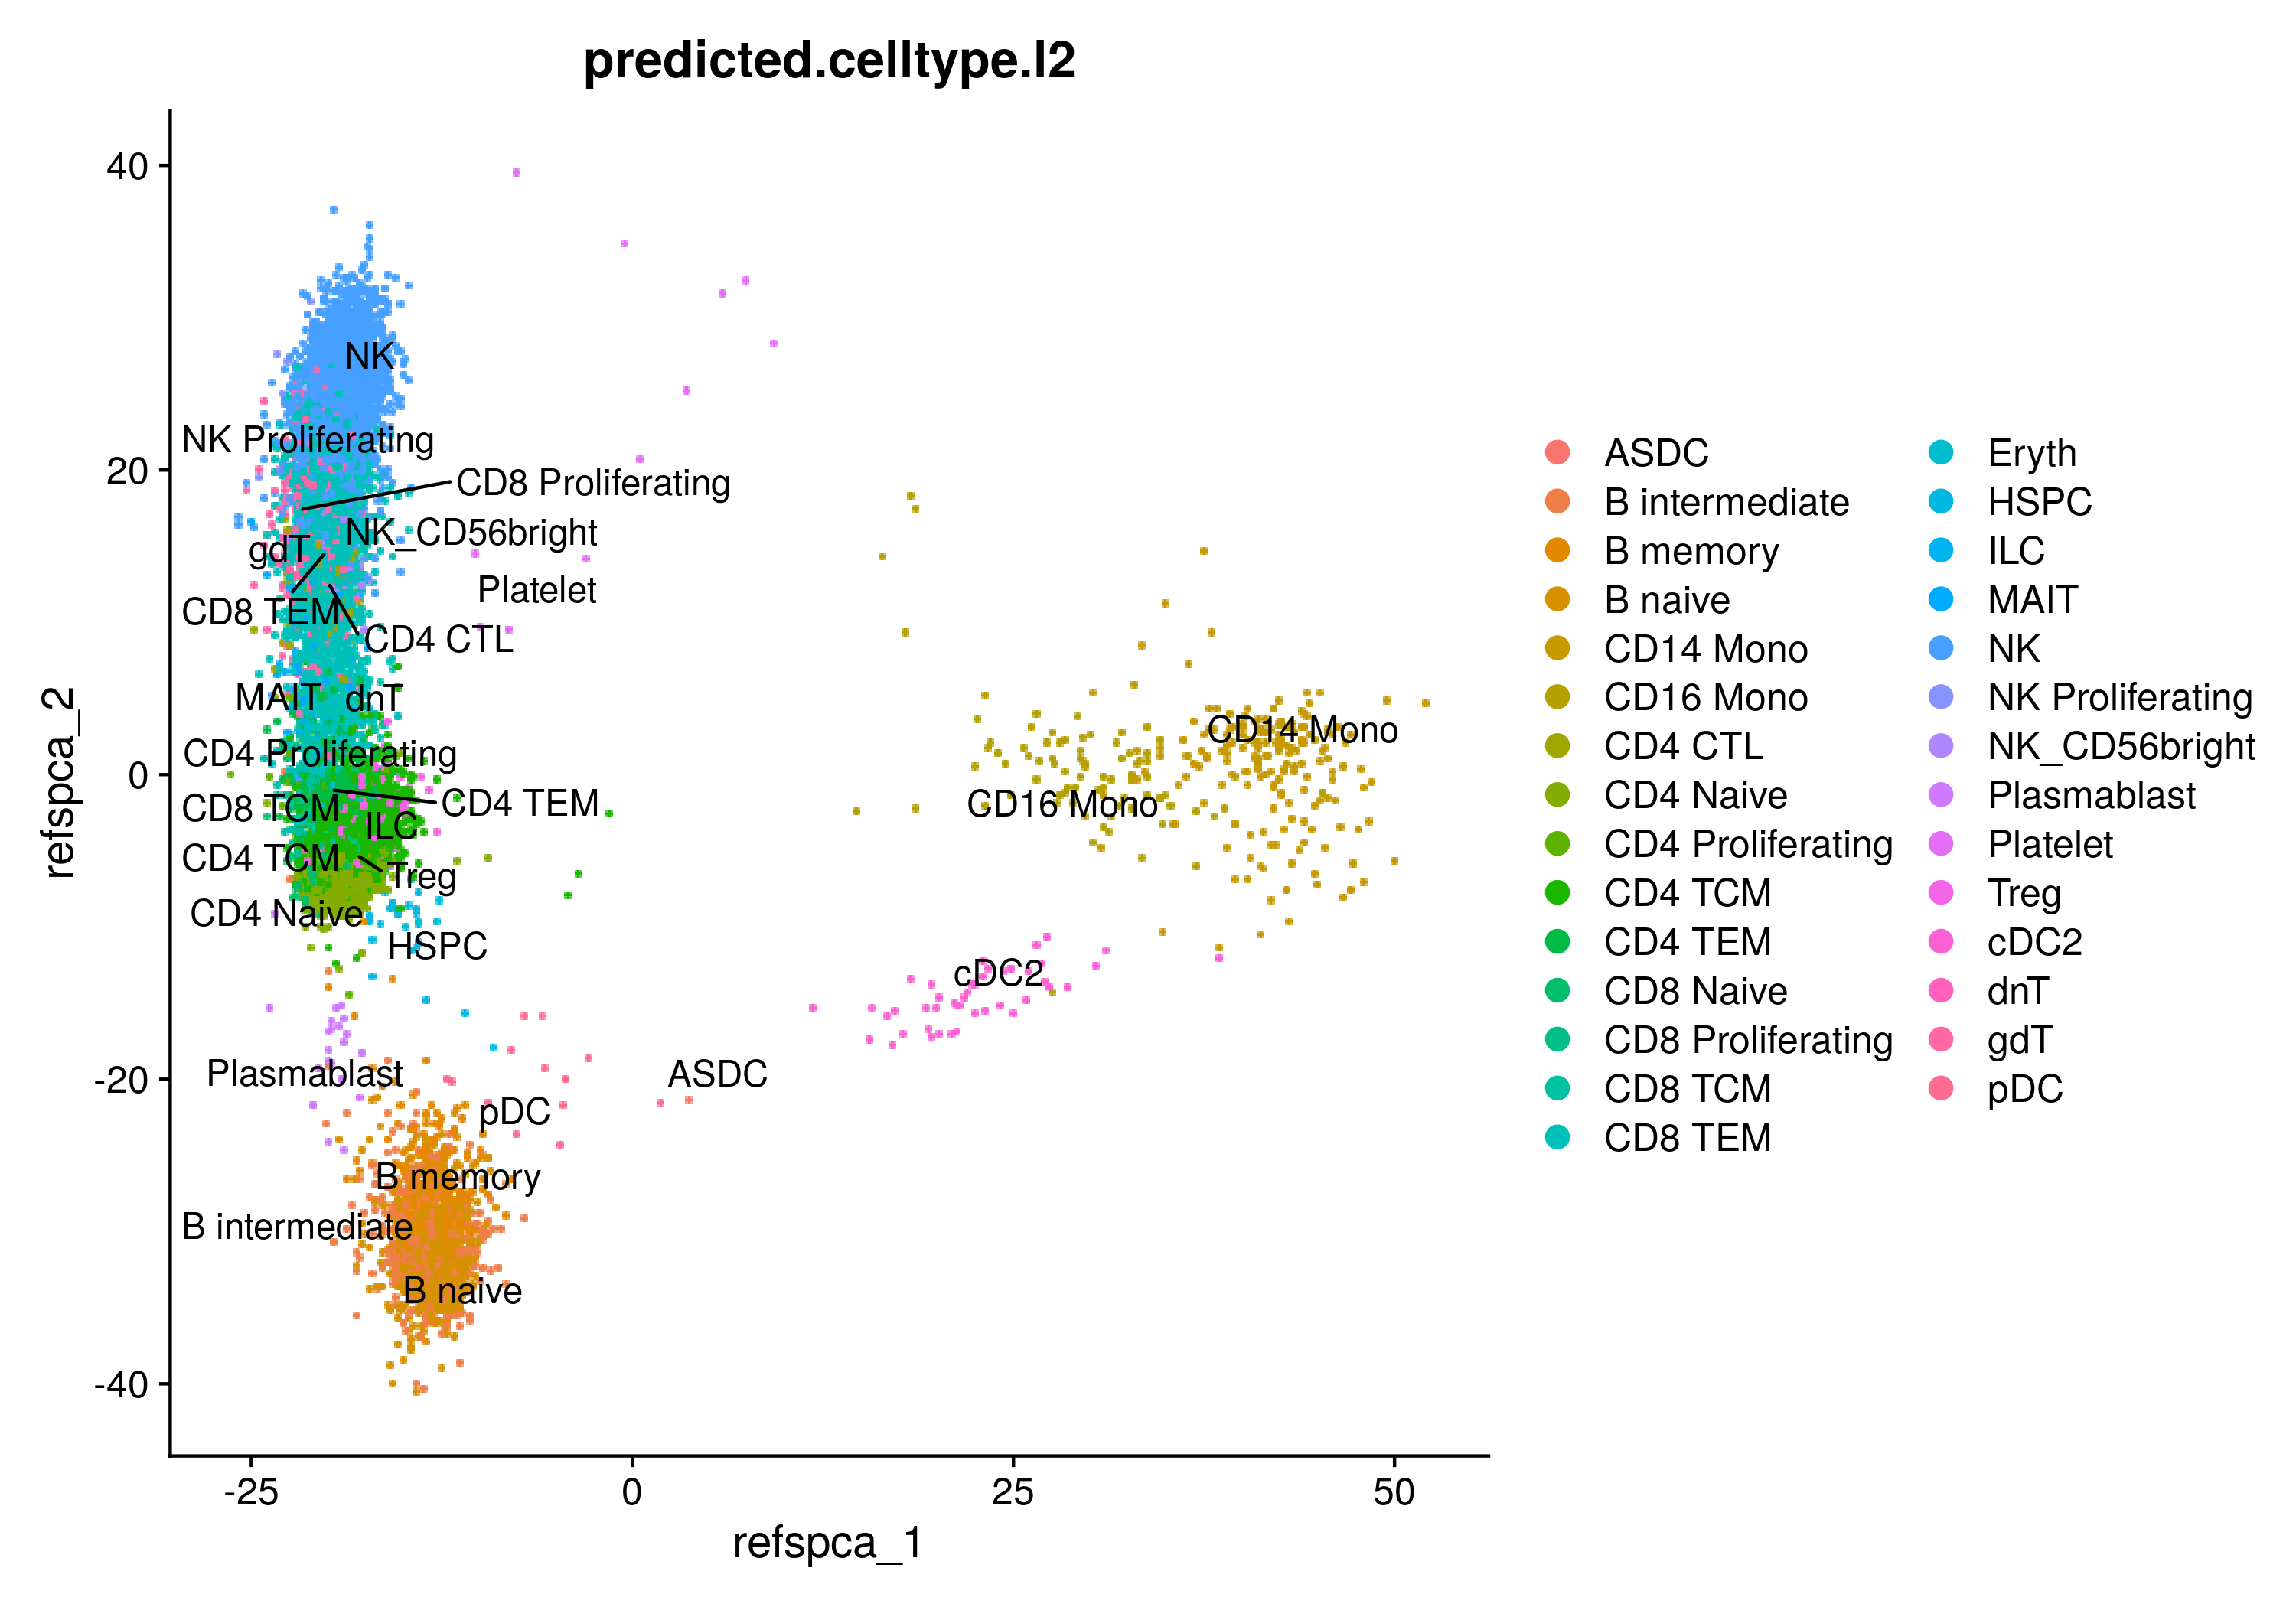 predicted.celltype.l2
refspca_2
40
20
0
-20
-40
NK
NK Proliferating
CD8 Proliferating
NK_CD56bright
gdT
Platelet
CD8 TEM
CD4 CTL
MAIT
dnT
CD14 Mono
CD4 Proliferating
CD4 TEM
CD16 Mono
CD8 TCM
ILC
CD4 TCM
Treg
CD4 Naive
HSPC
cDC2
Plasmablast
ASDC
pDC
B memory
B intermediate
B naive
-25
0
25
50
refspca_1
ASDC
B intermediate
B memory
B naive
CD14 Mono
CD16 Mono
CD4 CTL
CD4 Naive
CD4 Proliferating
CD4 TCM
CD4 TEM
CD8 Naive
CD8 Proliferating
CD8 TCM
CD8 TEM
Eryth
HSPC
ILC
MAIT
NK
NK Proliferating
NK_CD56bright
Plasmablast
Platelet
Treg
cDC2
dnT
gdT
pDC